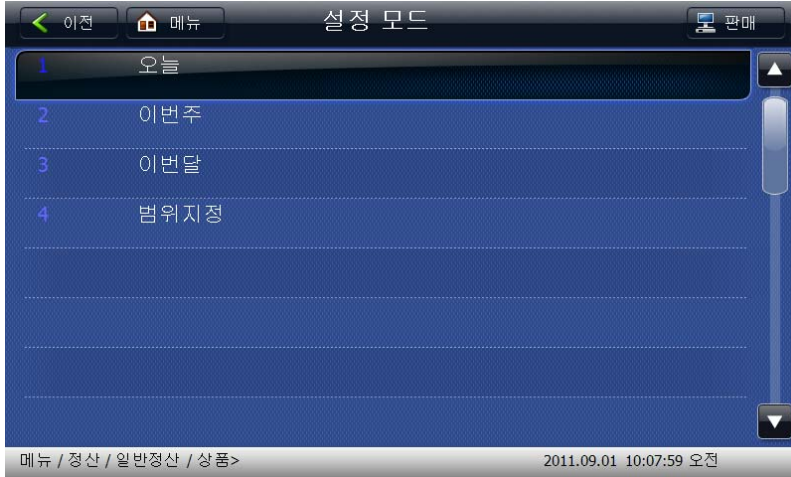 이전 메뉴 설정 모드 판매
1 오늘
2 이번주
3 이번달
4 범위지정
메뉴 / 정산 / 일반정산 / 상품> 2011.09.01 10:07:59 오전